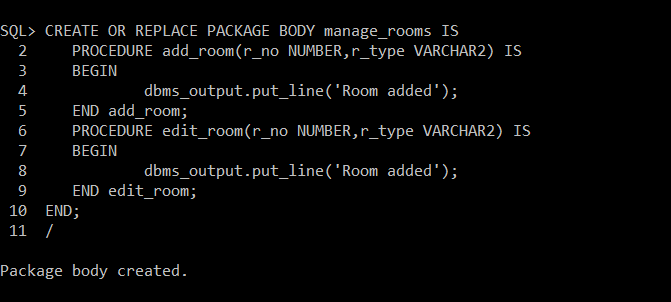 SQL> CREATE OR REPLACE PACKAGE BODY manage_rooms IS
  2     PROCEDURE add_room(r_no NUMBER,r_type VARCHAR2) IS
  3     BEGIN
  4             dbms_output.put_line('Room added');
  5     END add_room;
  6     PROCEDURE edit_room(r_no NUMBER,r_type VARCHAR2) IS
  7     BEGIN
  8             dbms_output.put_line('Room added');
  9     END edit_room;
 10  END;
 11  /
Package body created.